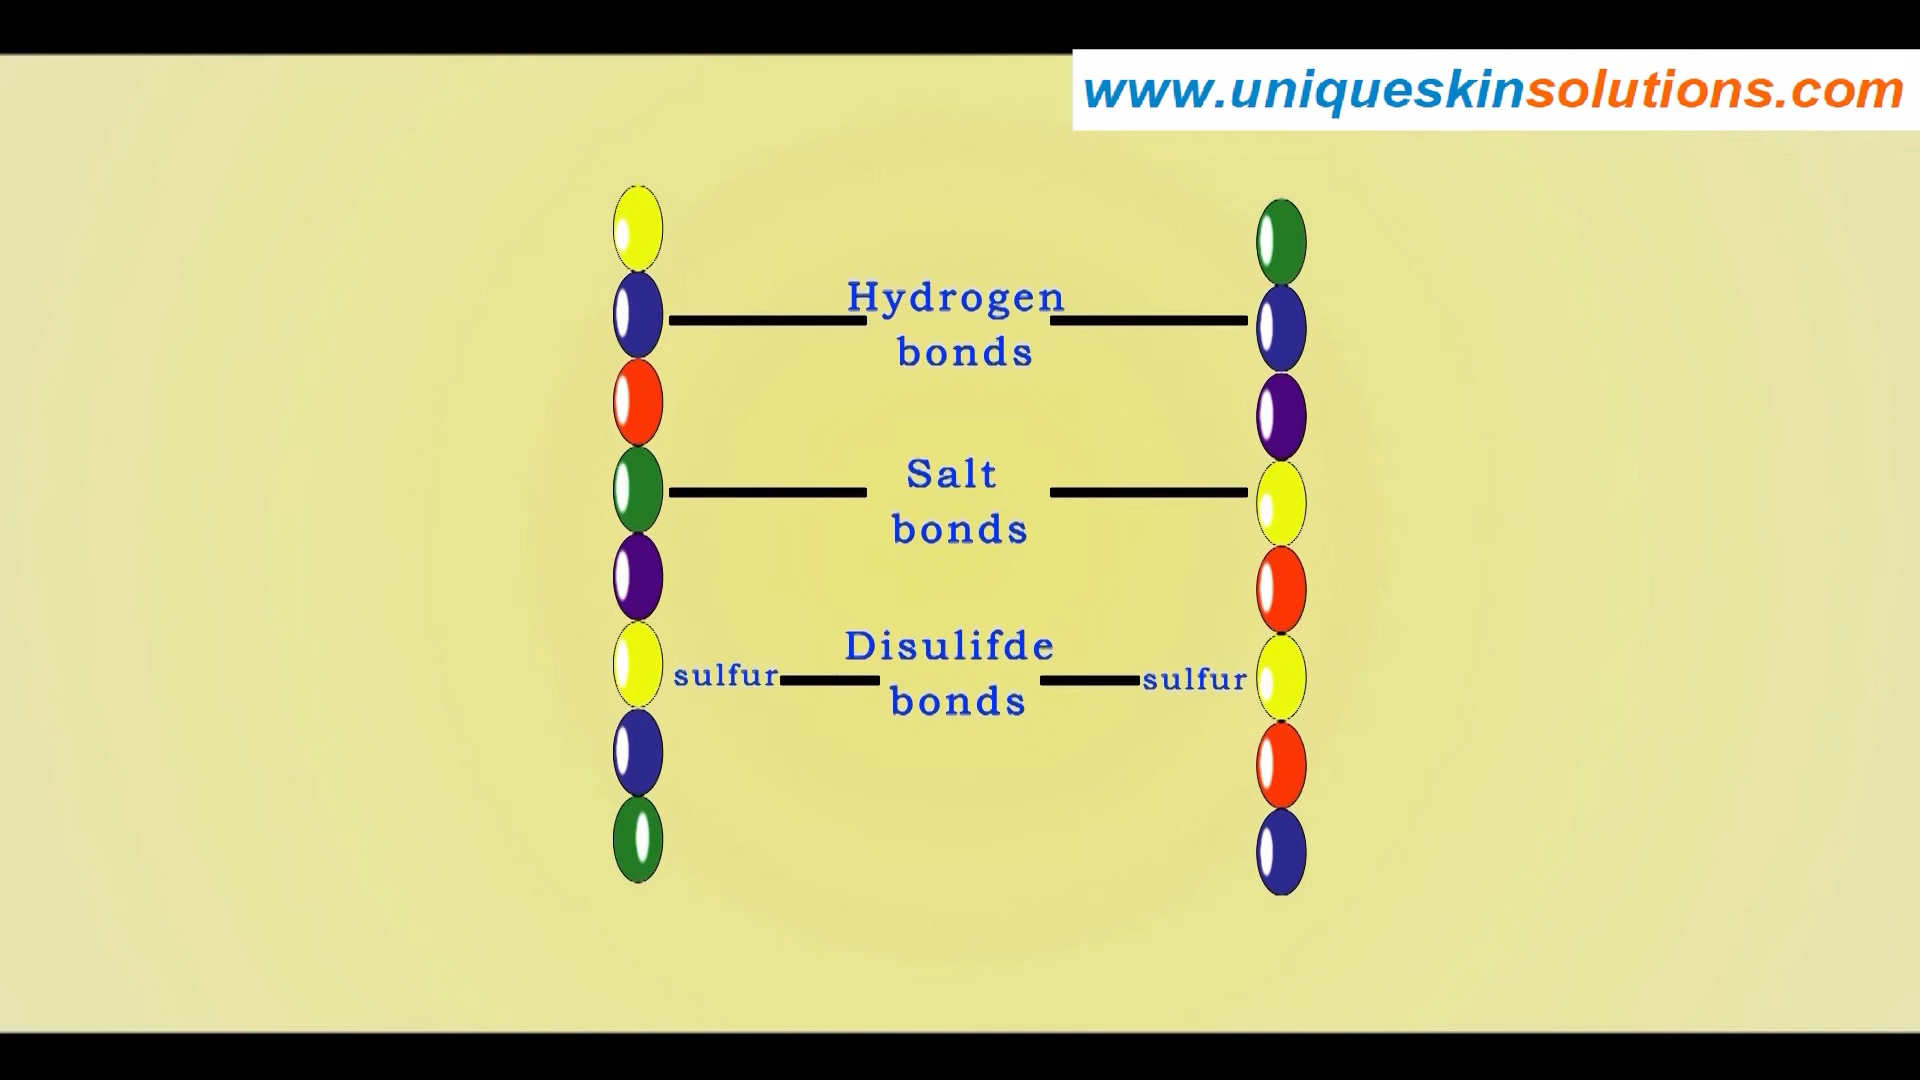 www.uniqueskinsolutions.com
Hydrogen
bonds
Salt
bonds
Disulifde
sulfur
sulfur
bonds